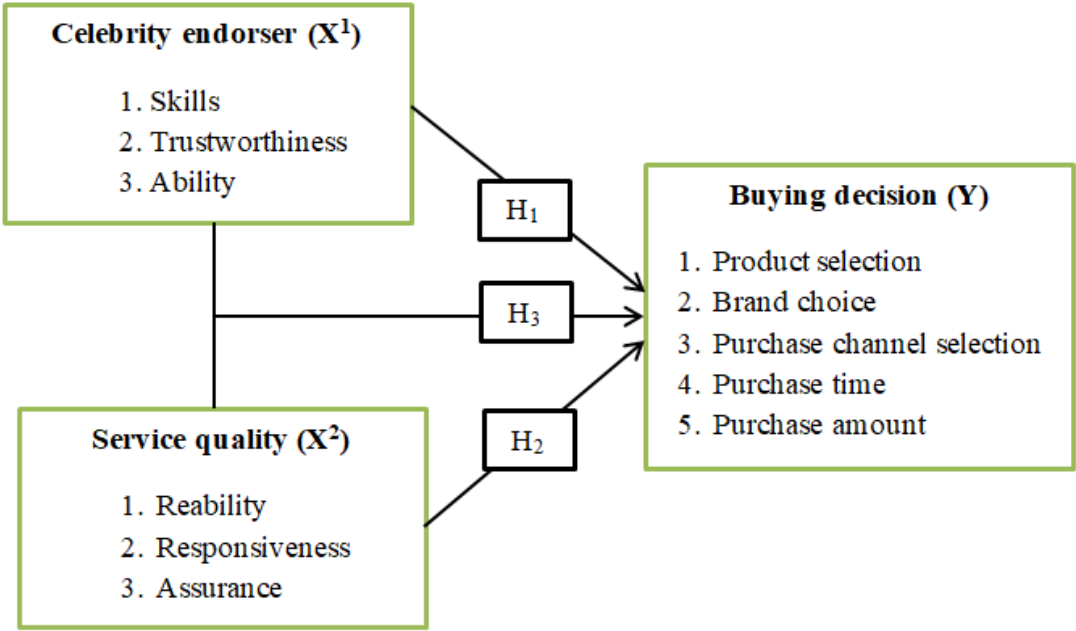 Celebrity endorser (X¹)
1. Skills
2. Trustworthiness
3. Ability
H₁
Buying decision (Y)
1. Product selection
2. Brand choice
3. Purchase channel selection
4. Purchase time
5. Purchase amount
H₃
Service quality (X²)
1. Reability
2. Responsiveness
3. Assurance
H₂